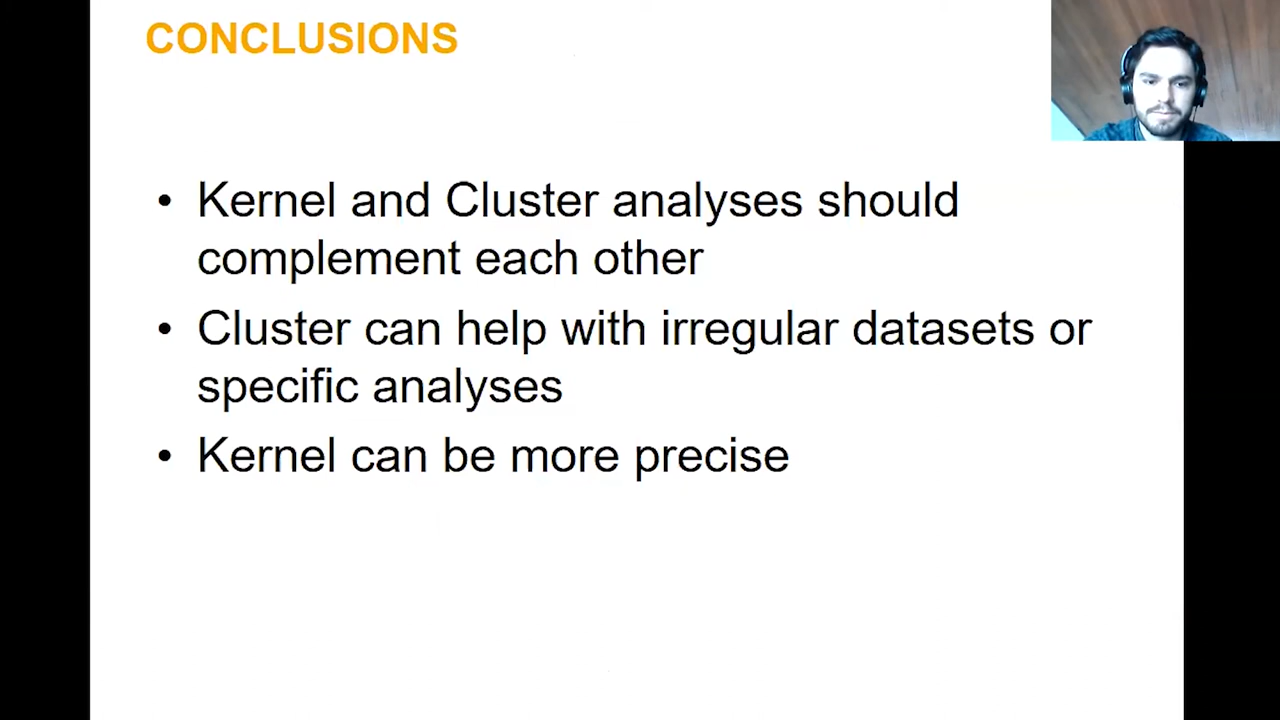 CONCLUSIONS
• Kernel and Cluster analyses should
complement each other
• Cluster can help with irregular datasets or
specific analyses
• Kernel can be more precise